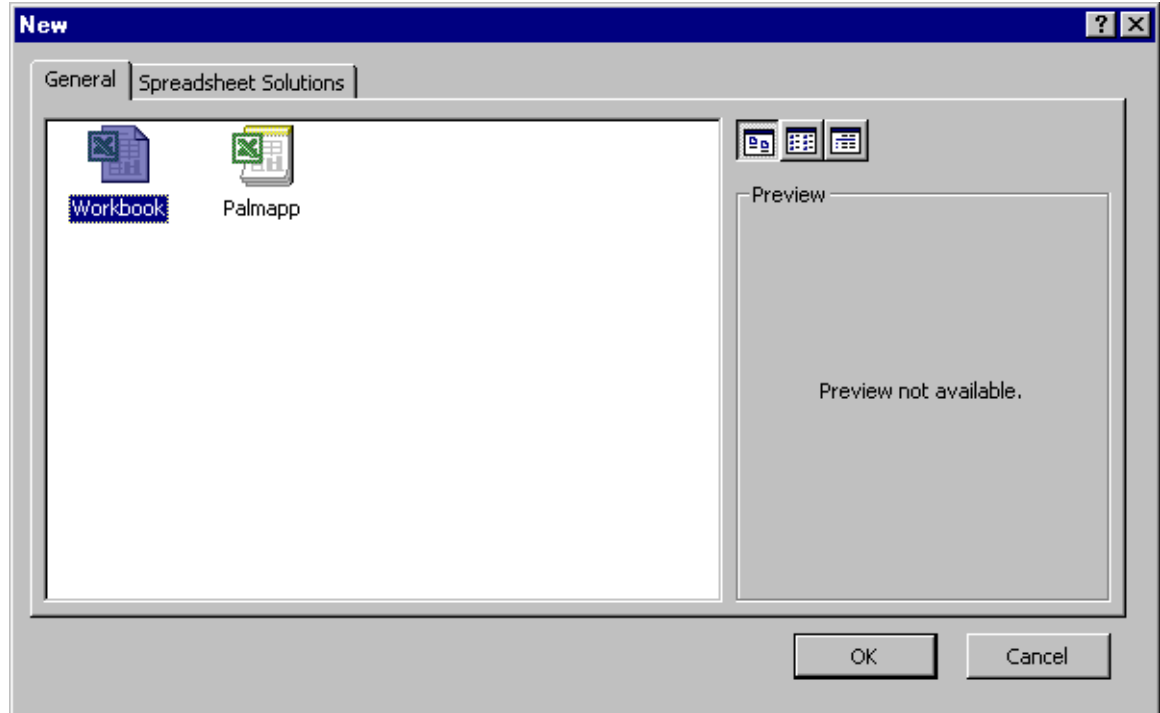 New
General Spreadsheet Solutions
Workbook Palmapp
Preview
Preview not available.
OK Cancel